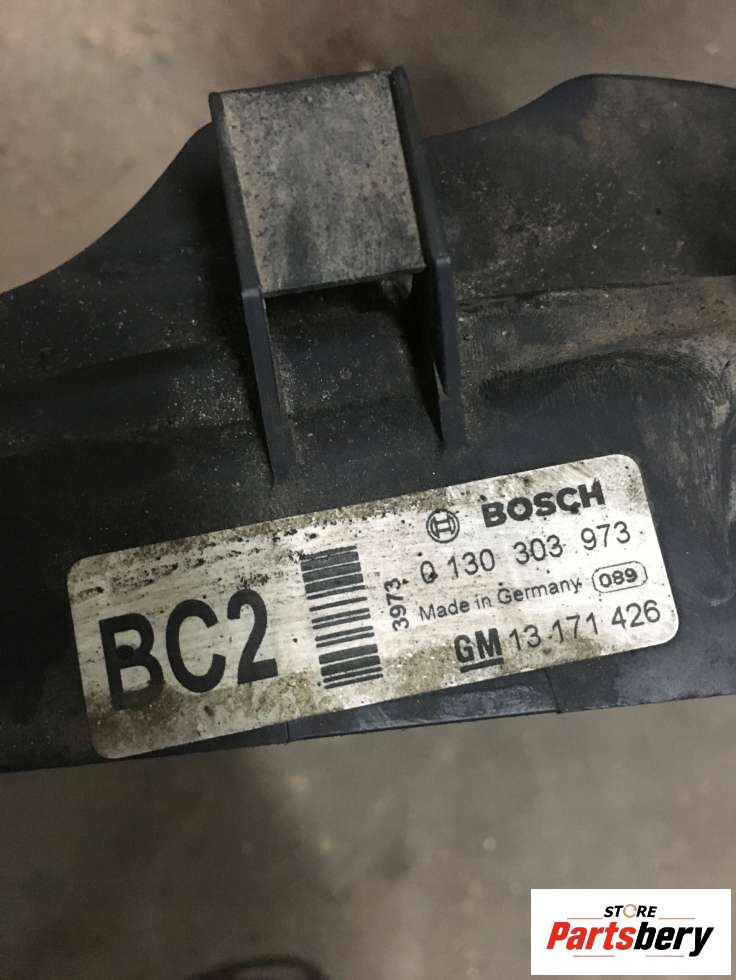 BC2
3973.
BOSCH
0 130 303 973
Made in Germany 089
GM 13 171 426
STORE
Partsbery